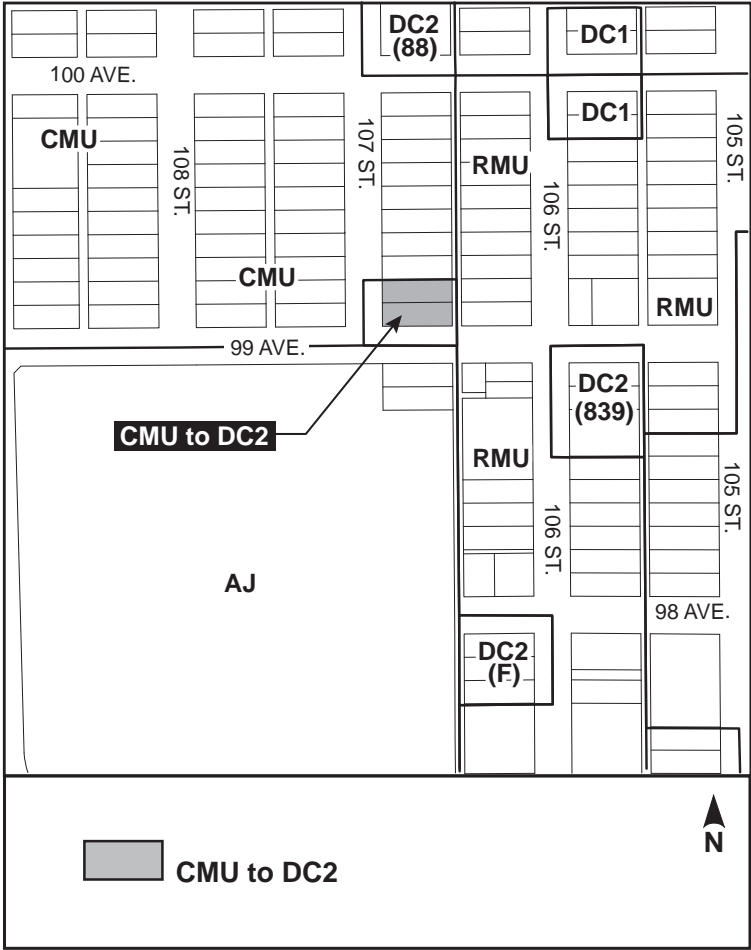 DC2
(88)
DC1
100 AVE.
CMU
DC1
108 ST.
107 ST.
RMU
106 ST.
105 ST.
CMU
RMU
99 AVE.
DC2
(839)
CMU to DC2
RMU
105 ST.
106 ST.
AJ
98 AVE.
DC2
(F)
N
CMU to DC2